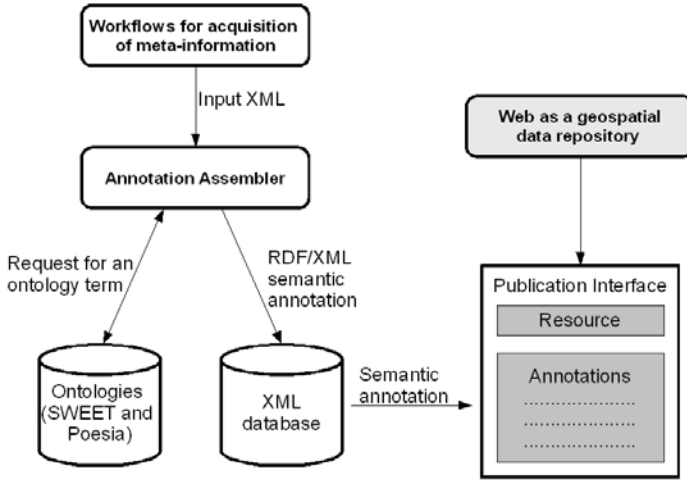 Workflows for acquisition
of meta-information
Input XML
Web as a geospatial
data repository
Annotation Assembler
Request for an
ontology term
RDF/XML
semantic
annotation
Publication Interface
Resource
Annotations
......................
......................
......................
Ontologies
(SWEET and
Poesia)
XML
database
Semantic
annotation